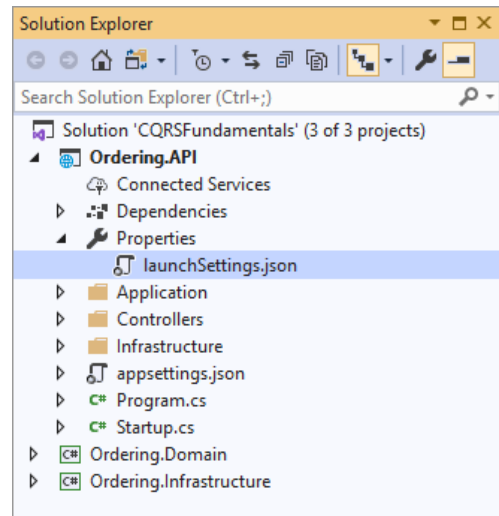 Solution Explorer
Search Solution Explorer (Ctrl+;)
Solution 'CQRSFundamentals' (3 of 3 projects)
Ordering.API
Connected Services
Dependencies
Properties
launchSettings.json
Application
Controllers
Infrastructure
appsettings.json
C# Program.cs
C# Startup.cs
C# Ordering.Domain
C# Ordering.Infrastructure